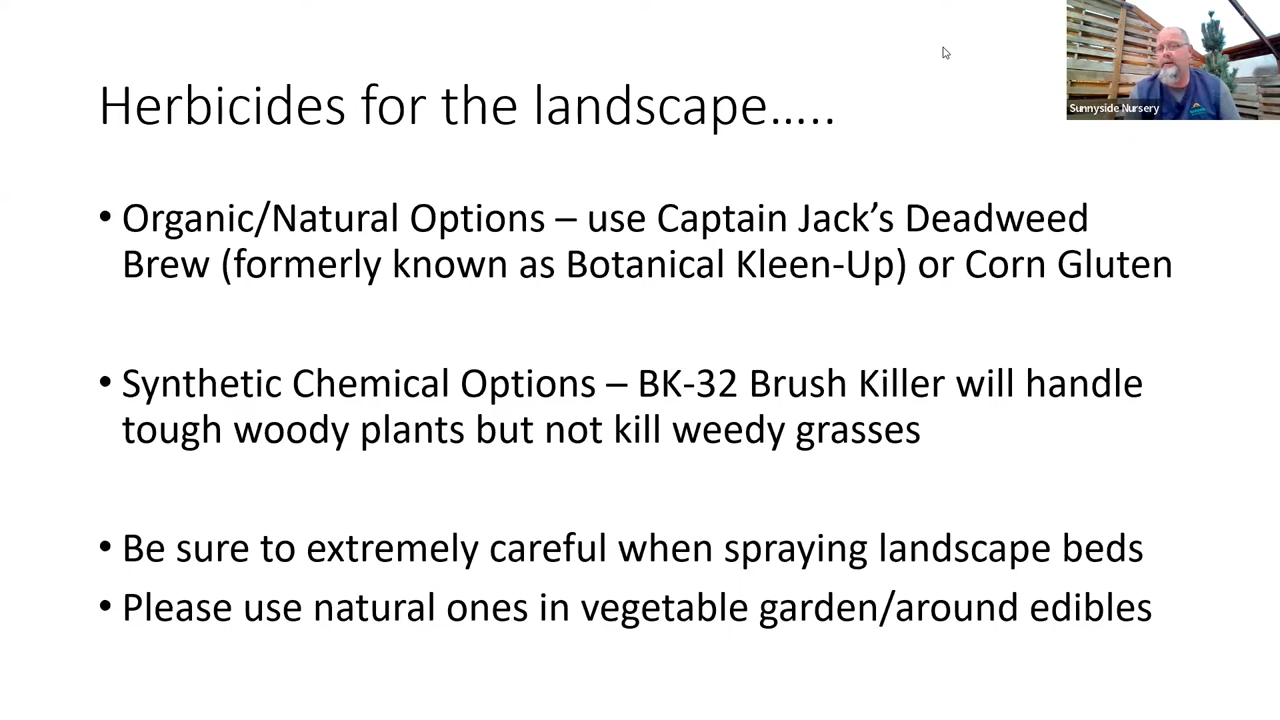 Herbicides for the landscape…..
Sunnyside Nursery
• Organic/Natural Options – use Captain Jack’s Deadweed
Brew (formerly known as Botanical Kleen-Up) or Corn Gluten
• Synthetic Chemical Options – BK-32 Brush Killer will handle
tough woody plants but not kill weedy grasses
• Be sure to extremely careful when spraying landscape beds
• Please use natural ones in vegetable garden/around edibles